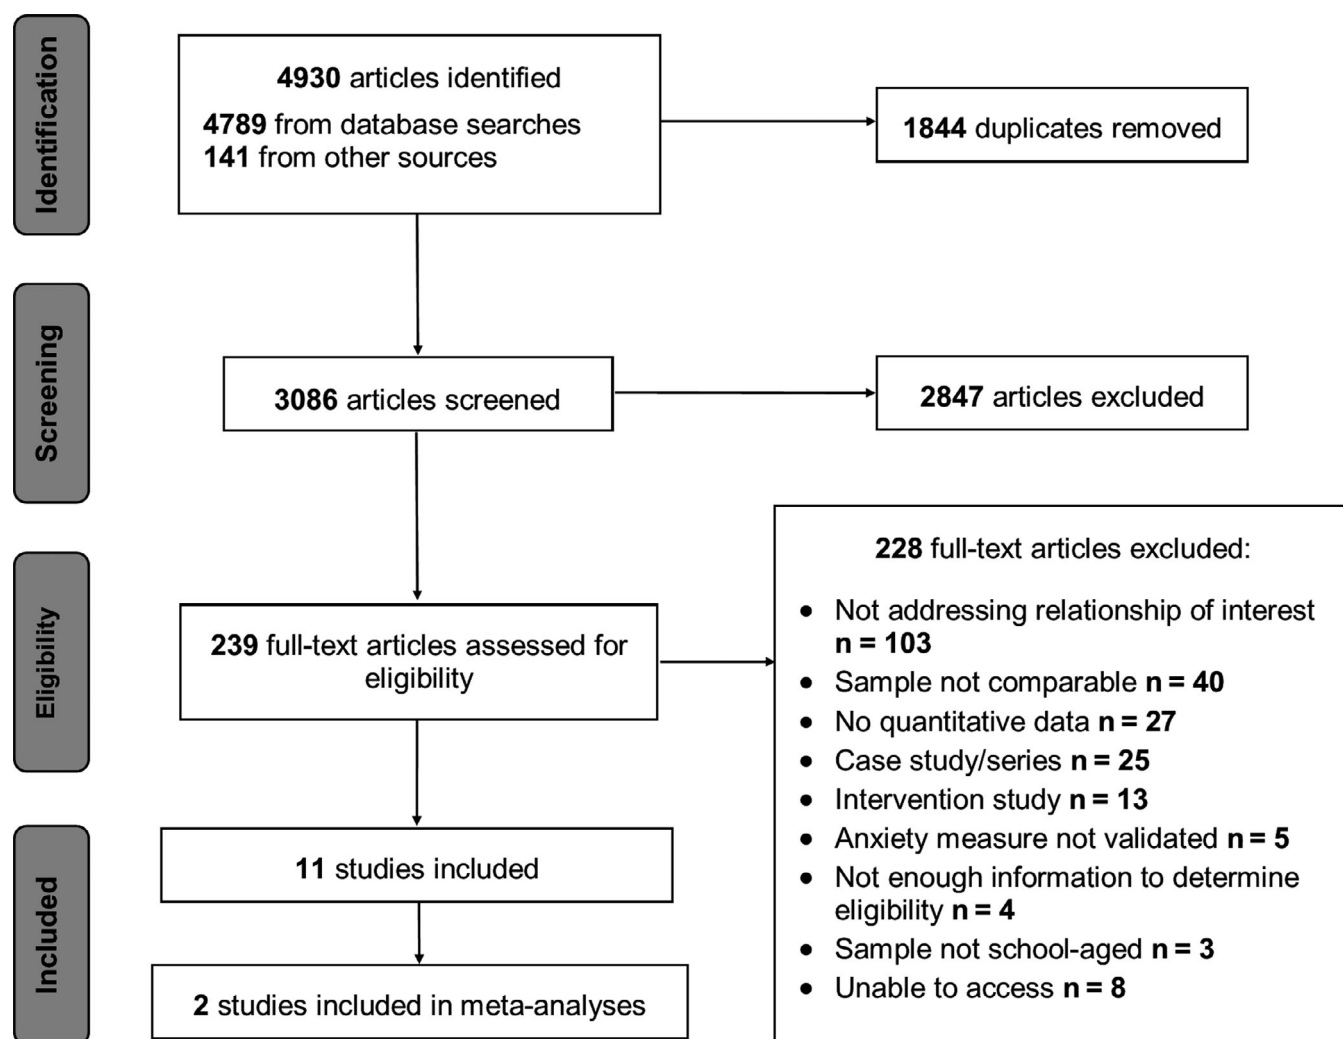 Identification
4930 articles identified
4789 from database searches
141 from other sources
1844 duplicates removed
Screening
3086 articles screened
2847 articles excluded
Eligibility
239 full-text articles assessed for
eligibility
228 full-text articles excluded:
• Not addressing relationship of interest
n = 103
• Sample not comparable n = 40
• No quantitative data n = 27
• Case study/series n = 25
• Intervention study n = 13
• Anxiety measure not validated n = 5
• Not enough information to determine
eligibility n = 4
• Sample not school-aged n = 3
• Unable to access n = 8
Included
11 studies included
2 studies included in meta-analyses